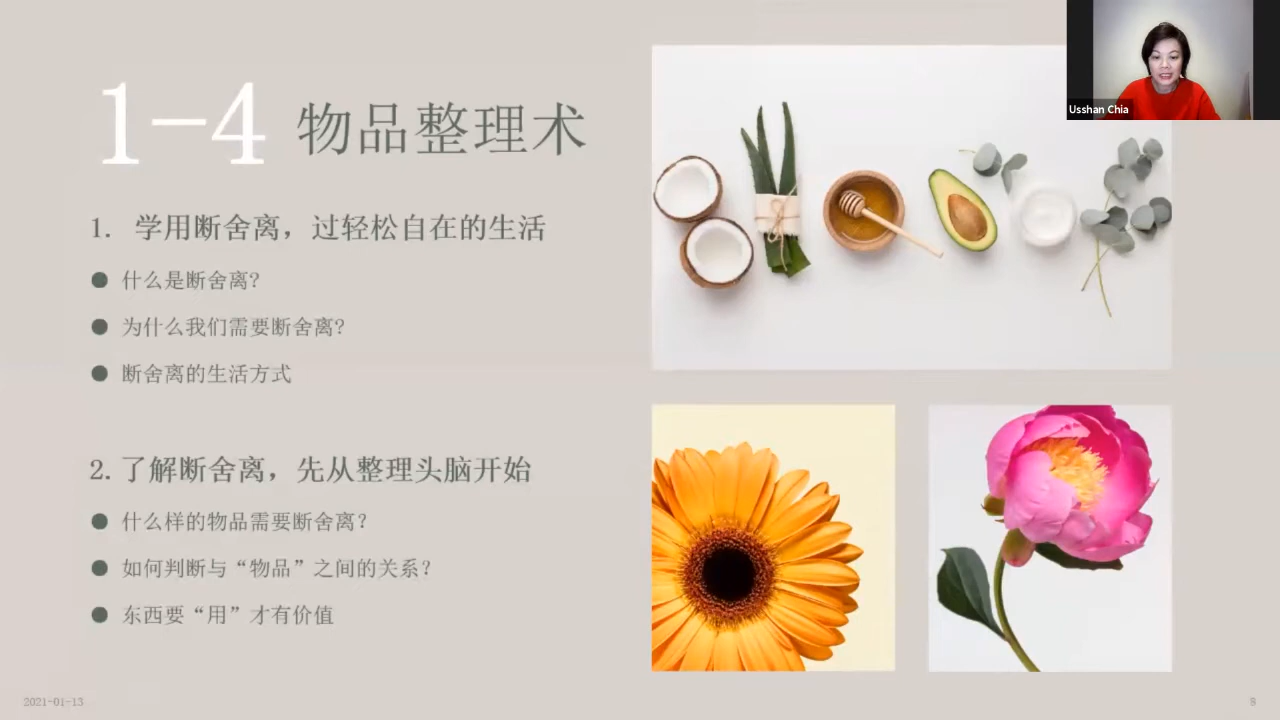 1-4 物品整理术
1. 学用断舍离，过轻松自在的生活
● 什么是断舍离?
● 为什么我们需要断舍离?
● 断舍离的生活方式
2. 了解断舍离，先从整理头脑开始
● 什么样的物品需要断舍离?
● 如何判断与“物品”之间的关系?
● 东西要“用”才有价值
Usshan Chia
2021-01-13